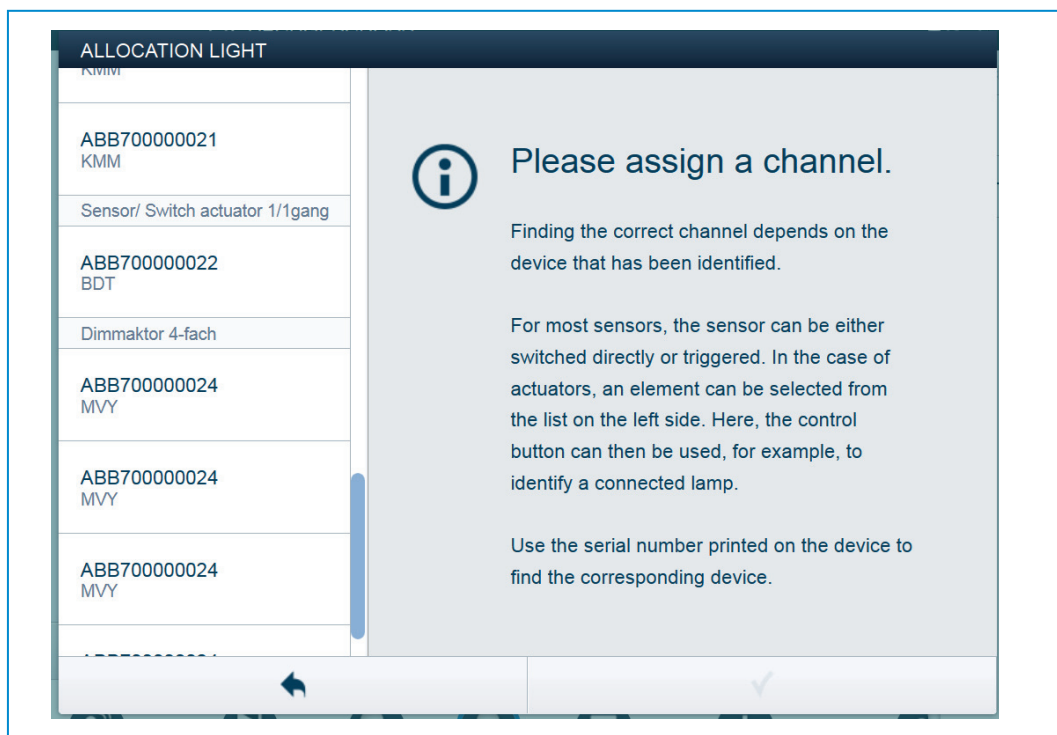 ALLOCATION LIGHT
KMM
ABB700000021
KMM
Sensor/ Switch actuator 1/1gang
ABB700000022
BDT
Dimmaktor 4-fach
ABB700000024
MVY
ABB700000024
MVY
ABB700000024
MVY
Please assign a channel.
Finding the correct channel depends on the
device that has been identified.
For most sensors, the sensor can be either
switched directly or triggered. In the case of
actuators, an element can be selected from
the list on the left side. Here, the control
button can then be used, for example, to
identify a connected lamp.
Use the serial number printed on the device to
find the corresponding device.